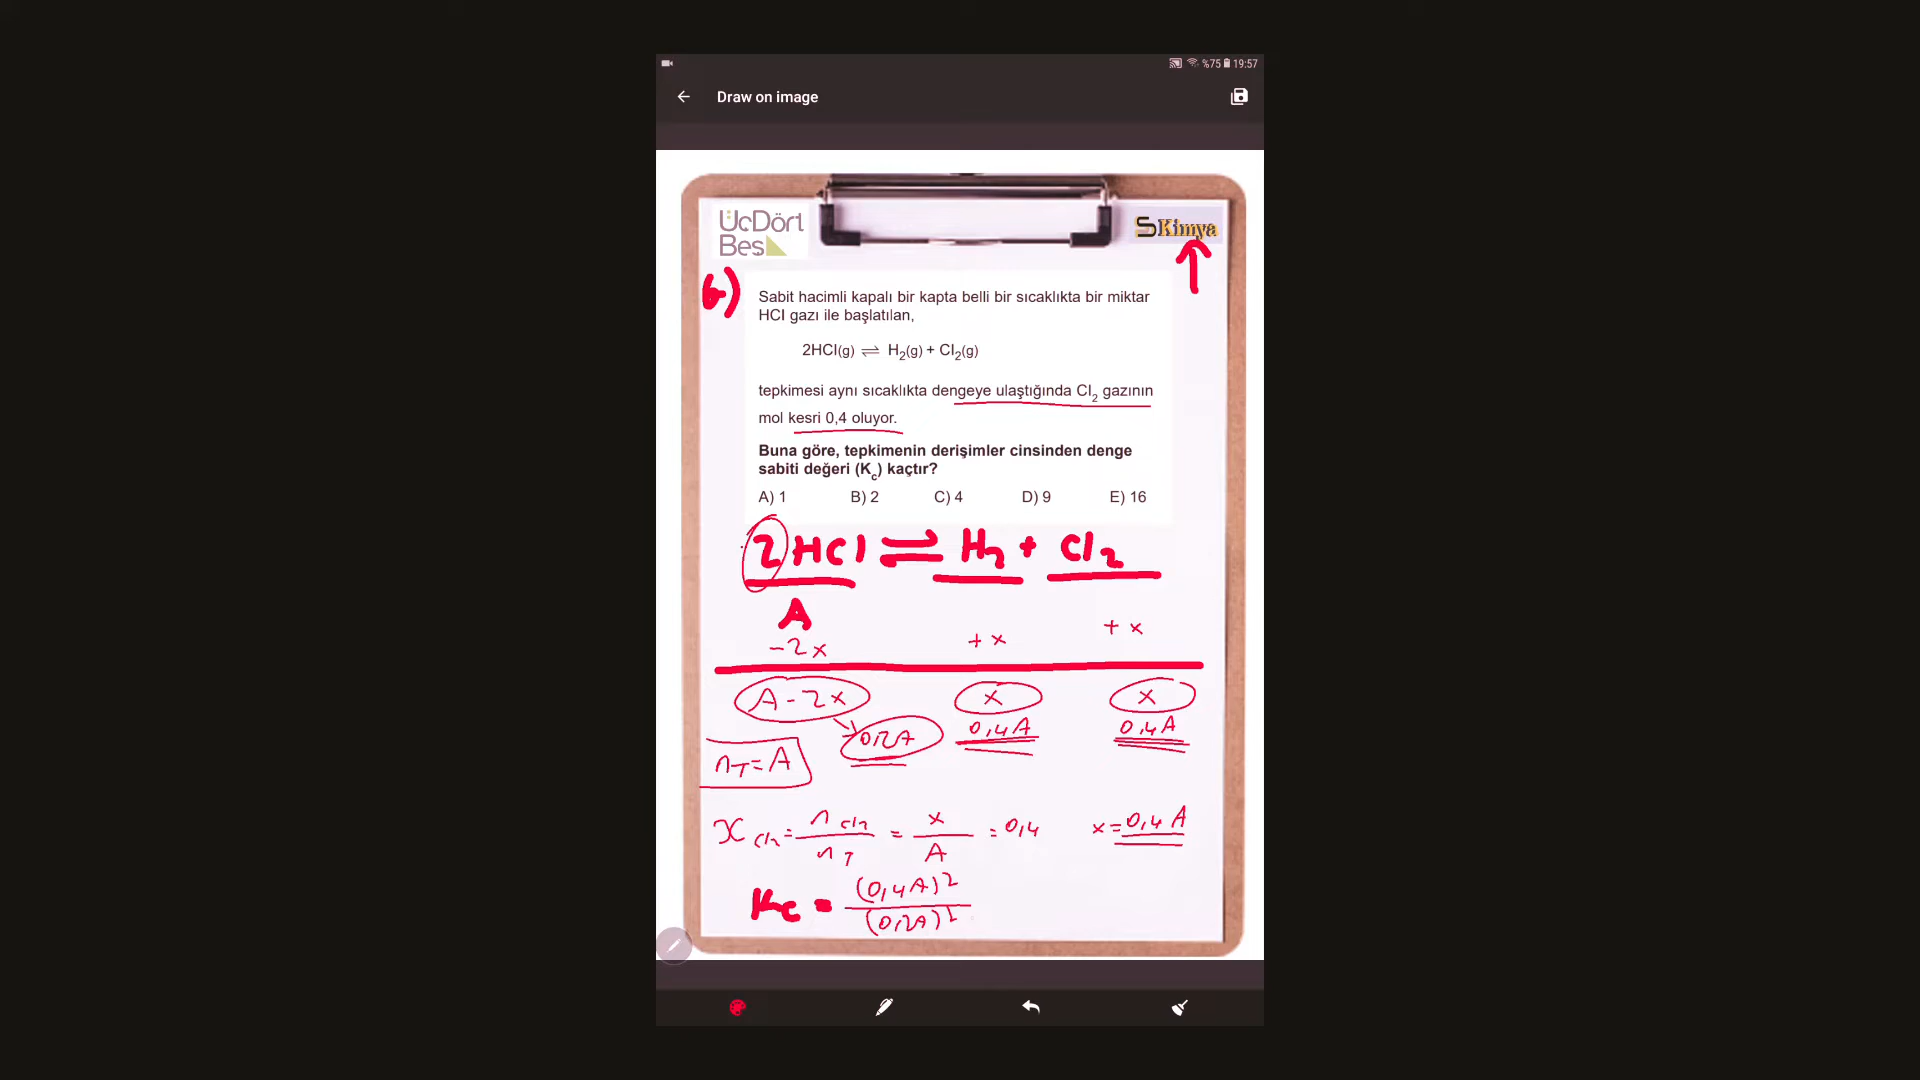 %75 19:57
Draw on image
ÜçDört
Beş
5Kimya
6)
Sabit hacimli kapalı bir kapta belli bir sıcaklıkta bir miktar
HCl gazı ile başlatılan,
2HCl(g) ⇌ H₂(g) + Cl₂(g)
tepkimesi aynı sıcaklıkta dengeye ulaştığında Cl₂ gazının
mol kesri 0,4 oluyor.
Buna göre, tepkimenin derişimler cinsinden denge
sabiti değeri (Kc) kaçtır?
A) 1 B) 2 C) 4 D) 9 E) 16
2HCl ⇌ H₂ + Cl₂
A
-2x +x +x
A-2x x x
0,2A 0,4A 0,4A
nT=A
XCl₂ = nCl₂/nT = x/A = 0,4 x=0,4A
Kc = (0,4A)²/(0,2A)²